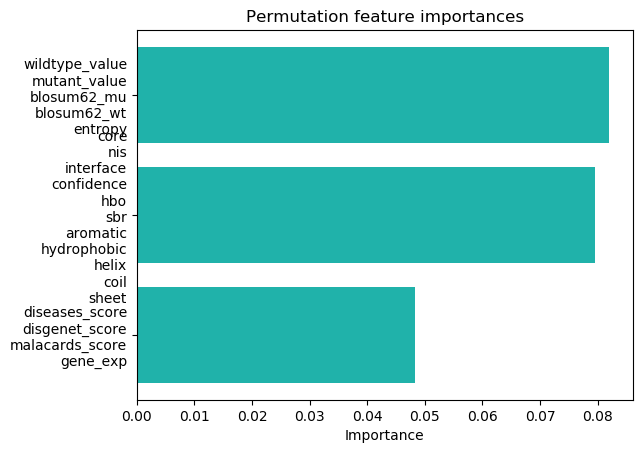 Permutation feature importances
wildtype_value
mutant_value
blosum62_mu
blosum62_wt
entropy
core
nis
interface
confidence
hbo
sbr
aromatic
hydrophobic
helix
coil
sheet
diseases_score
disgenet_score
malacards_score
gene_exp
0.00 0.01 0.02 0.03 0.04 0.05 0.06 0.07 0.08
Importance